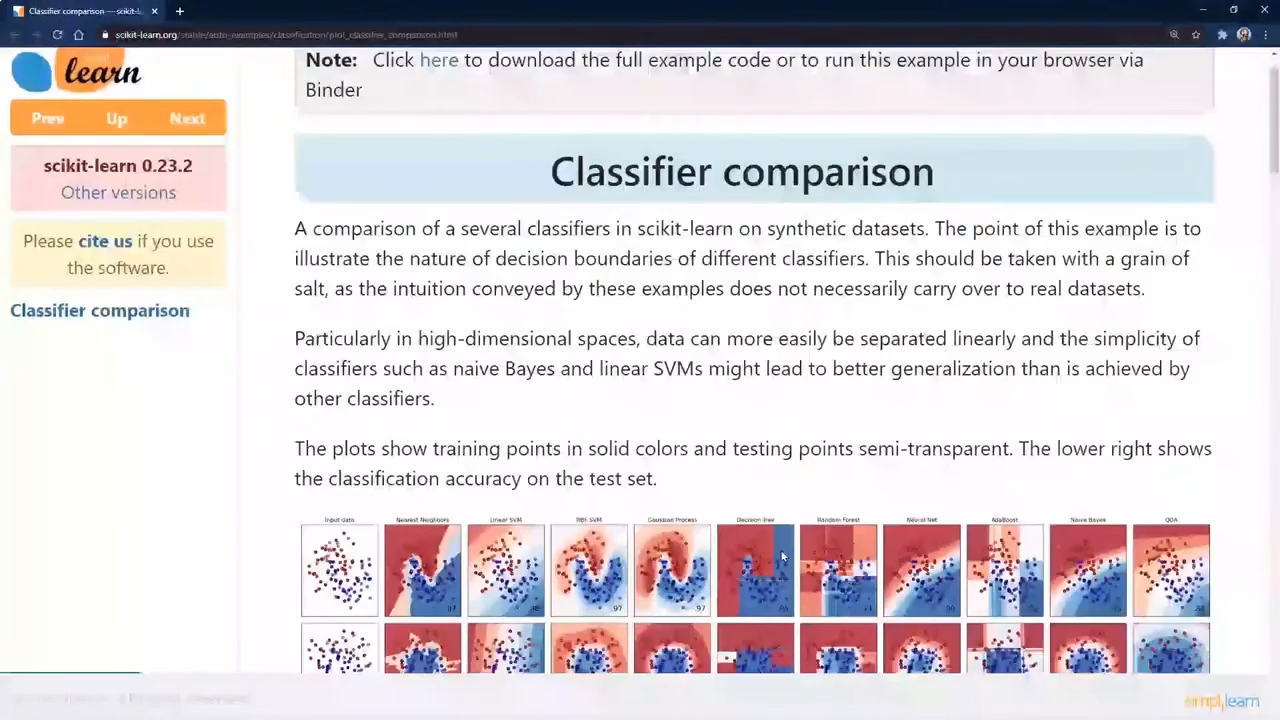 Classifier comparison — scikit-l
scikit-learn.org/stable/auto_examples/classification/plot_classifier_comparison.html
learn
Prev Up Next
scikit-learn 0.23.2
Other versions
Please cite us if you use
the software.
Classifier comparison
Note: Click here to download the full example code or to run this example in your browser via
Binder
Classifier comparison
A comparison of a several classifiers in scikit-learn on synthetic datasets. The point of this example is to
illustrate the nature of decision boundaries of different classifiers. This should be taken with a grain of
salt, as the intuition conveyed by these examples does not necessarily carry over to real datasets.
Particularly in high-dimensional spaces, data can more easily be separated linearly and the simplicity of
classifiers such as naive Bayes and linear SVMs might lead to better generalization than is achieved by
other classifiers.
The plots show training points in solid colors and testing points semi-transparent. The lower right shows
the classification accuracy on the test set.
Input data Nearest Neighbors Linear SVM RBF SVM Gaussian Process Decision Tree Random Forest Neural Net AdaBoost Naive Bayes QDA
.97 .97
simplilearn